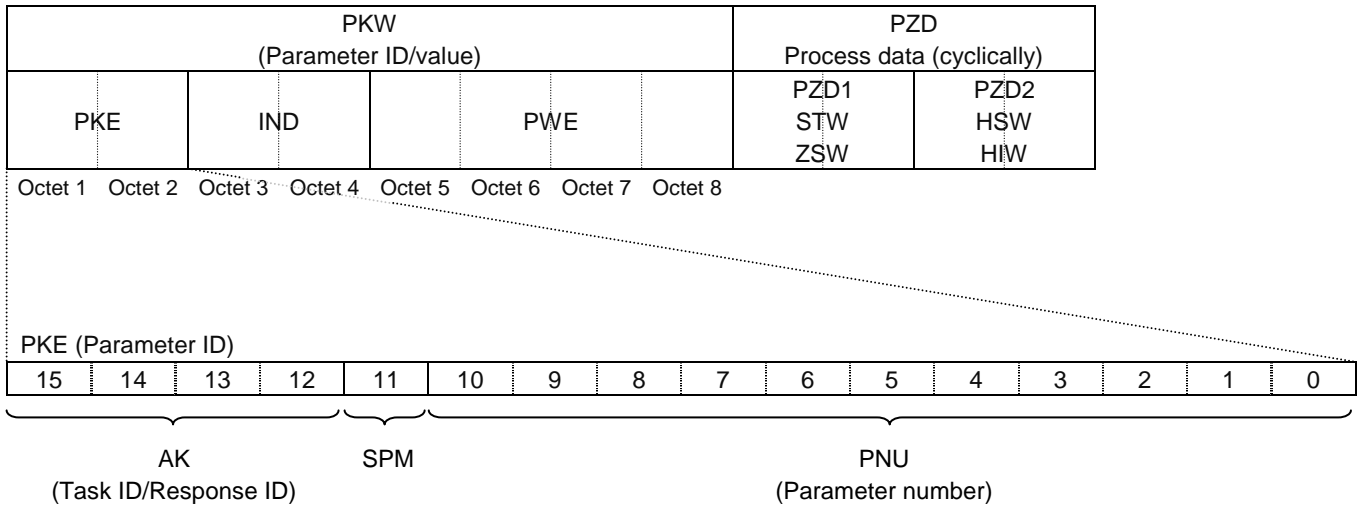 PKW PZD
(Parameter ID/value) Process data (cyclically)
PKE IND PWE PZD1 PZD2
STW HSW
ZSW HIW
Octet 1 Octet 2 Octet 3 Octet 4 Octet 5 Octet 6 Octet 7 Octet 8
PKE (Parameter ID)
15 14 13 12 11 10 9 8 7 6 5 4 3 2 1 0
AK SPM PNU
(Task ID/Response ID) (Parameter number)